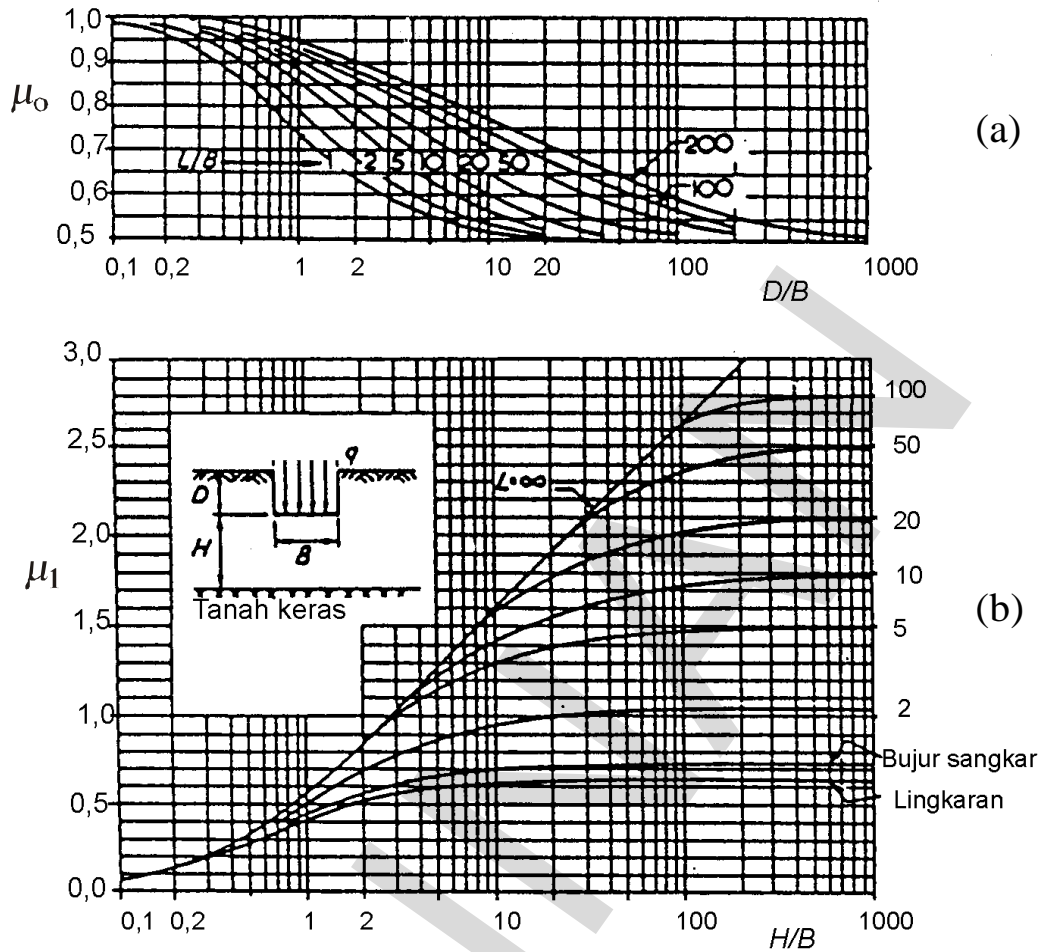 1,0
0,9
μo
0,8
(a)
0,7
L/B 1 2 5 10 20 50
200
0,6
100
0,5
0,1 0,2 1 2 10 20 100 1000
D/B
3,0
100
2,5
50
q
D
L=∞
20
H
B
2,0
μ1
10
Tanah keras
(b)
1,5
5
1,0
2
Bujur sangkar
0,5
Lingkaran
0,0
0,1 0,2 1 2 10 20 100 1000
H/B